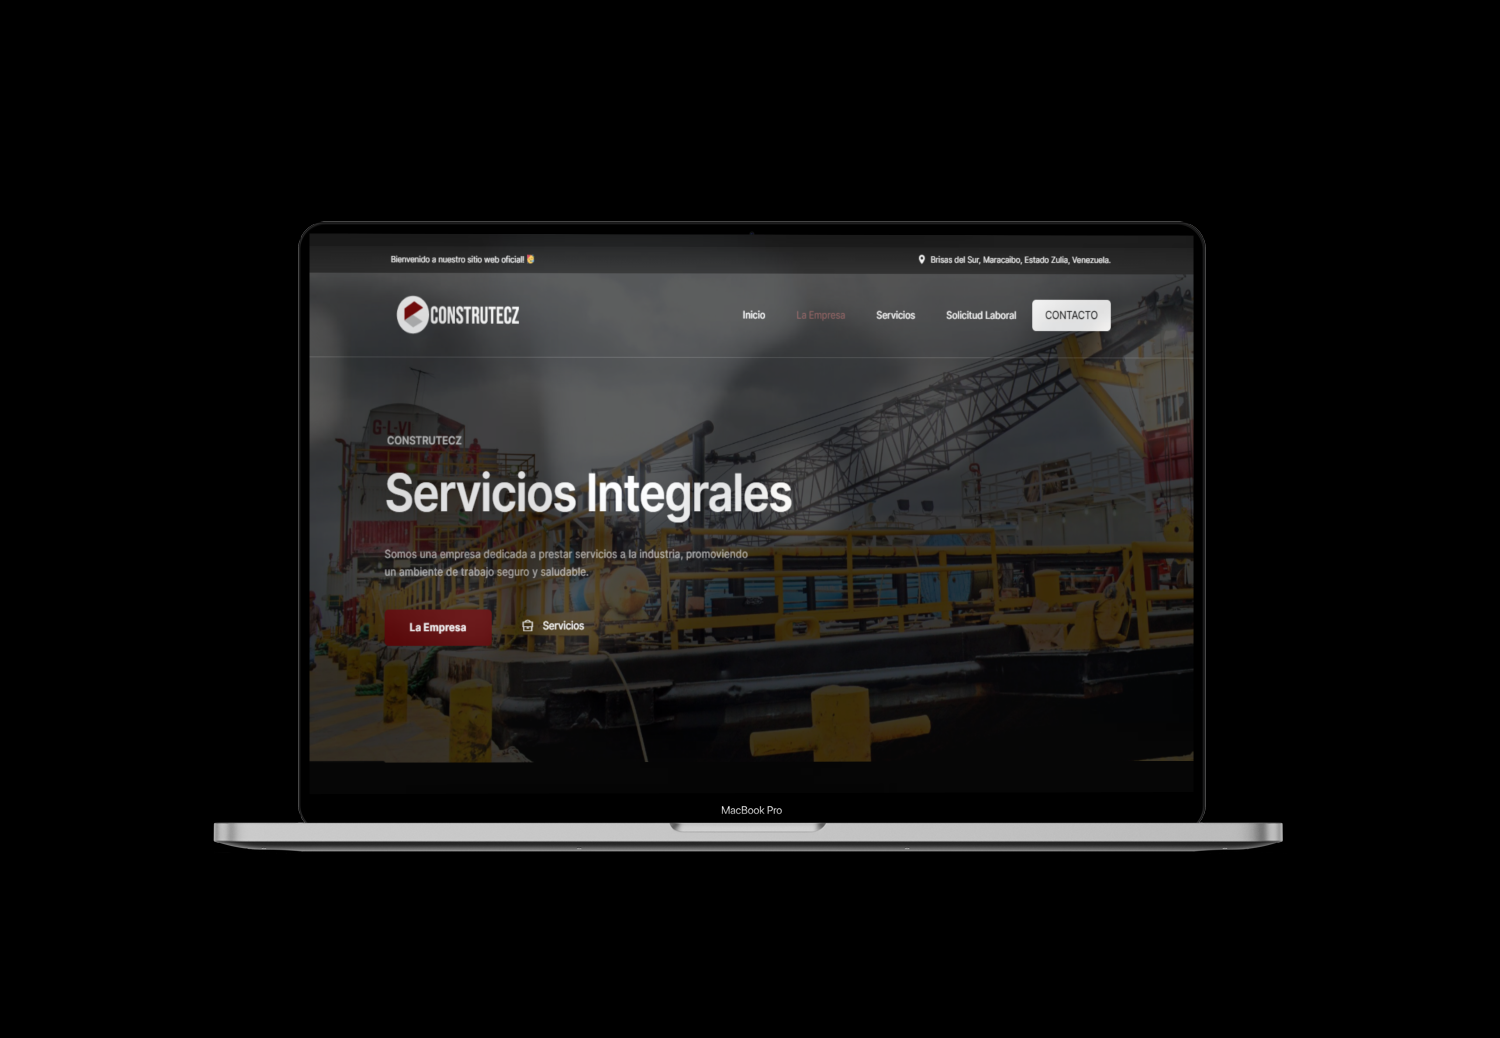 Bienvenido a nuestro sitio web oficial! 👷
Brisas del Sur, Maracaibo, Estado Zulia, Venezuela.
CONSTRUTECZ
Inicio
La Empresa
Servicios
Solicitud Laboral
CONTACTO
G-L-VI
CONSTRUTECZ
Servicios Integrales
Somos una empresa dedicada a prestar servicios a la industria, promoviendo
un ambiente de trabajo seguro y saludable.
La Empresa
Servicios
MacBook Pro